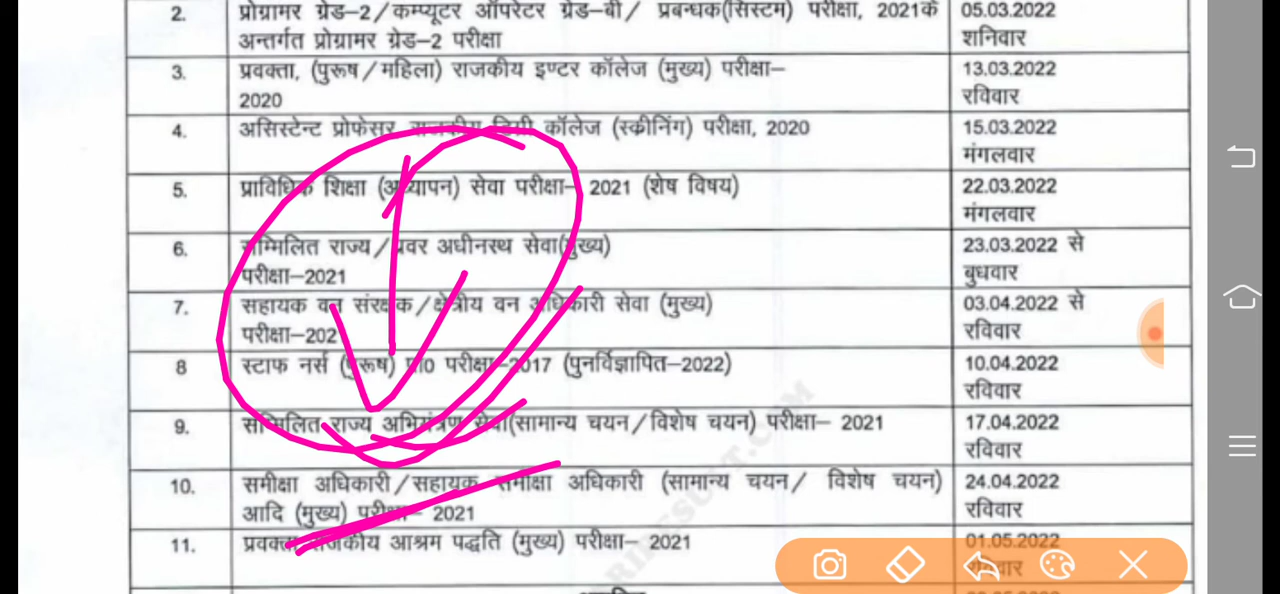 2. प्रोग्रामर ग्रेड–2/कम्प्यूटर ऑपरेटर ग्रेड–बी/ प्रबन्धक(सिस्टम) परीक्षा, 2021के 05.03.2022
अन्तर्गत प्रोग्रामर ग्रेड–2 परीक्षा शनिवार
3. प्रवक्ता, (पुरूष/महिला) राजकीय इण्टर कॉलेज (मुख्य) परीक्षा– 13.03.2022
2020 रविवार
4. असिस्टेन्ट प्रोफेसर राजकीय डिग्री कॉलेज (स्क्रीनिंग) परीक्षा, 2020 15.03.2022
मंगलवार
5. प्राविधिक शिक्षा (अध्यापन) सेवा परीक्षा– 2021 (शेष विषय) 22.03.2022
मंगलवार
6. सम्मिलित राज्य/प्रवर अधीनस्थ सेवा(मुख्य) 23.03.2022 से
परीक्षा–2021 बुधवार
7. सहायक वन संरक्षक/क्षेत्रीय वन अधिकारी सेवा (मुख्य) 03.04.2022 से
परीक्षा–202 रविवार
8 स्टाफ नर्स (पुरूष) प्री0 परीक्षा–2017 (पुनर्विज्ञापित–2022) 10.04.2022
रविवार
9. सम्मिलित राज्य अभियंत्रण सेवा(सामान्य चयन/विशेष चयन) परीक्षा– 2021 17.04.2022
रविवार
10. समीक्षा अधिकारी/सहायक समीक्षा अधिकारी (सामान्य चयन/ विशेष चयन) 24.04.2022
आदि (मुख्य) परीक्षा– 2021 रविवार
11. प्रवक्ता राजकीय आश्रम पद्धति (मुख्य) परीक्षा– 2021 01.05.2022
रविवार